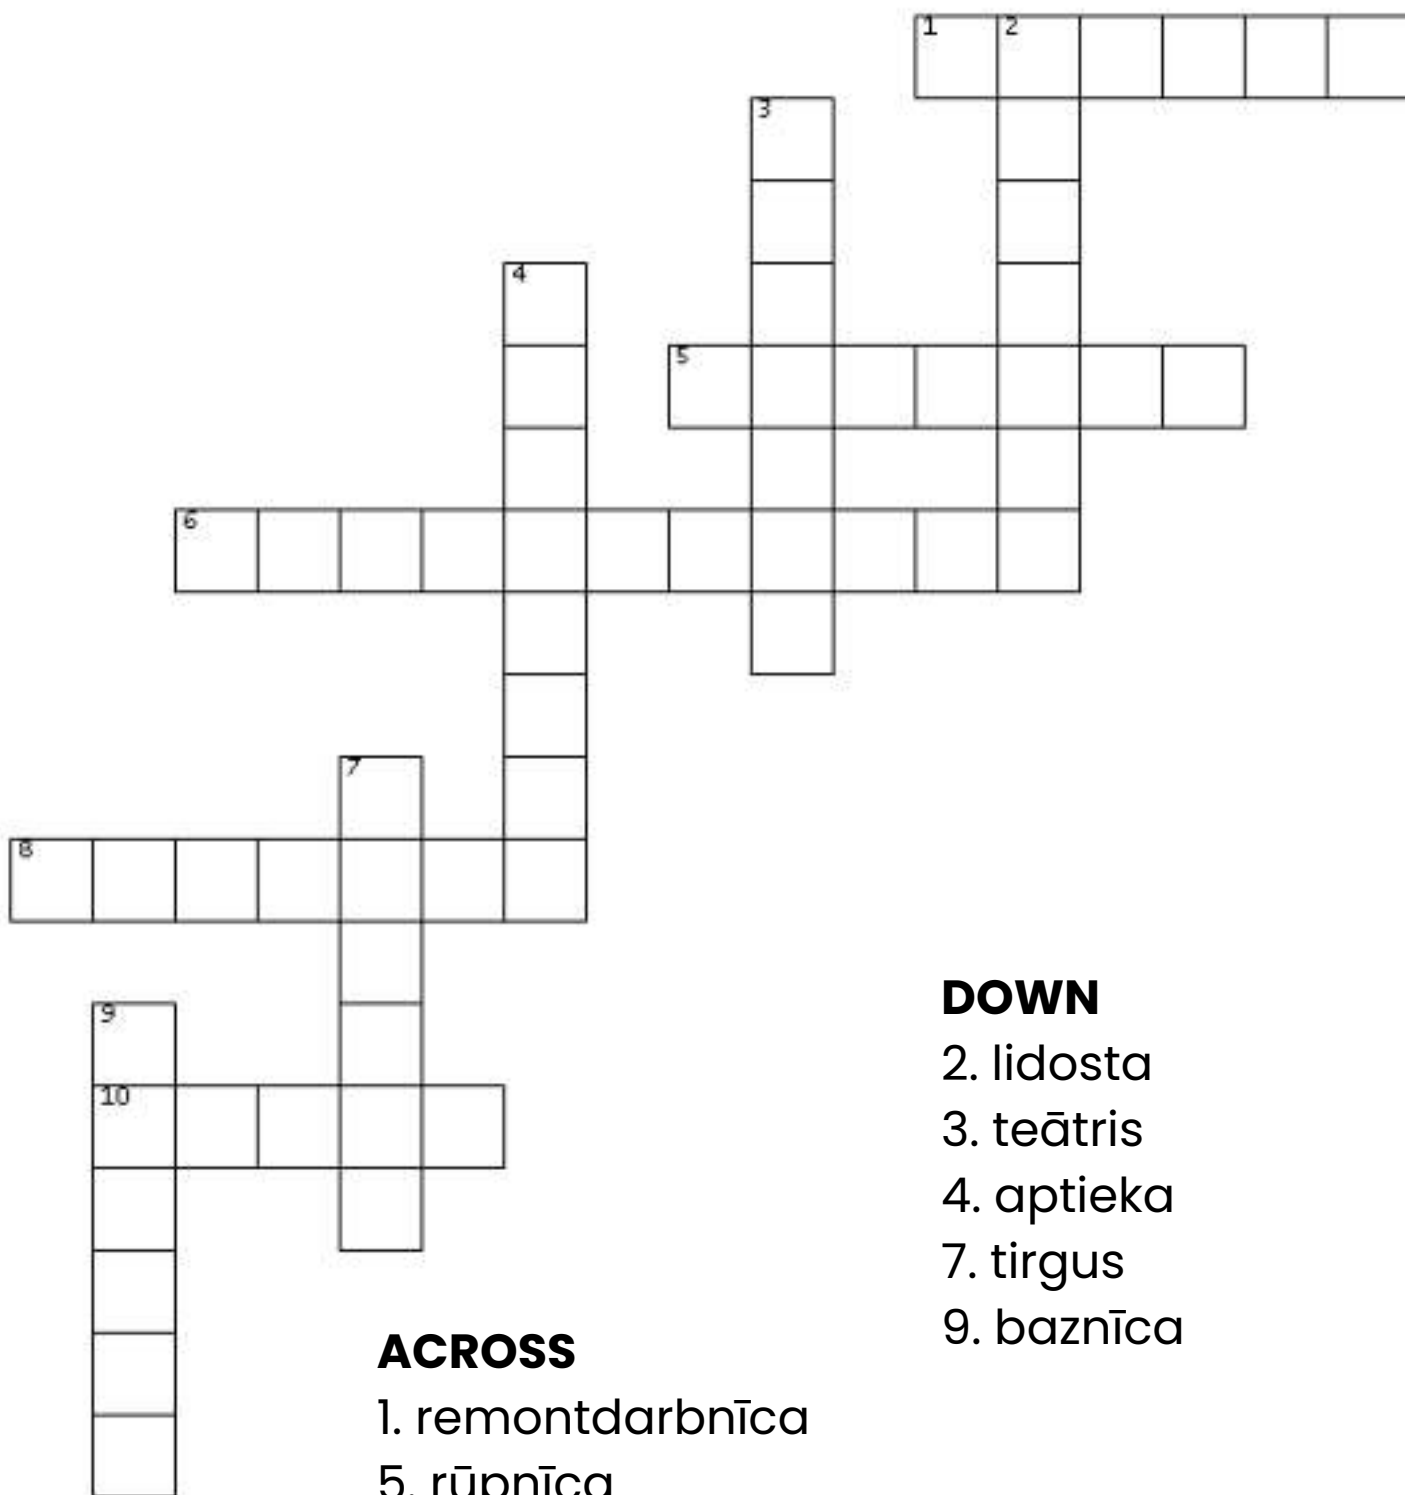 1 2
3
4
5
6
7
8
9
10
DOWN
2. lidosta
3. teātris
4. aptieka
7. tirgus
9. baznīca
ACROSS
1. remontdarbnīca
5. rūpnīca